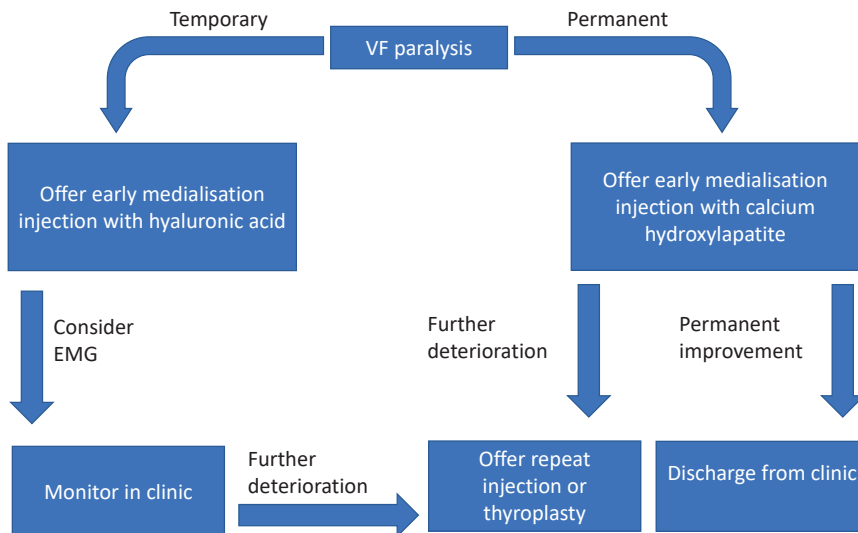 Temporary
VF paralysis
Permanent
Offer early medialisation
injection with hyaluronic acid
Offer early medialisation
injection with calcium
hydroxylapatite
Consider
EMG
Further
deterioration
Permanent
improvement
Monitor in clinic
Further
deterioration
Offer repeat
injection or
thyroplasty
Discharge from clinic